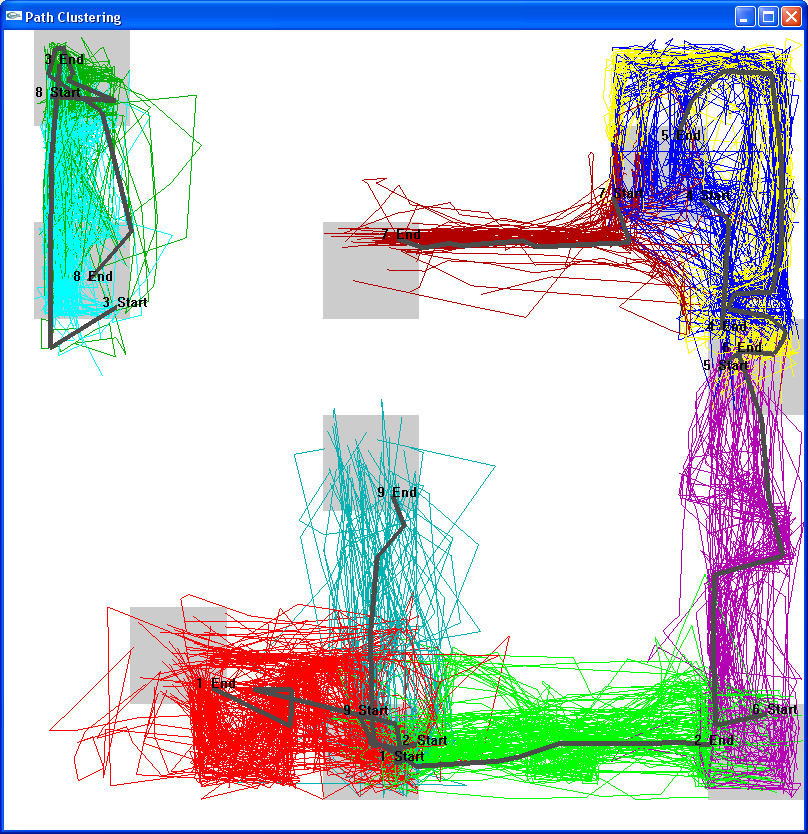 Path Clustering
3 End
8 Start
5 End
7 Start
4 Start
7 End
8 End
3 Start
4 End
6 End
5 Start
9 End
1 End
9 Start
6 Start
2 Start
2 End
1 Start